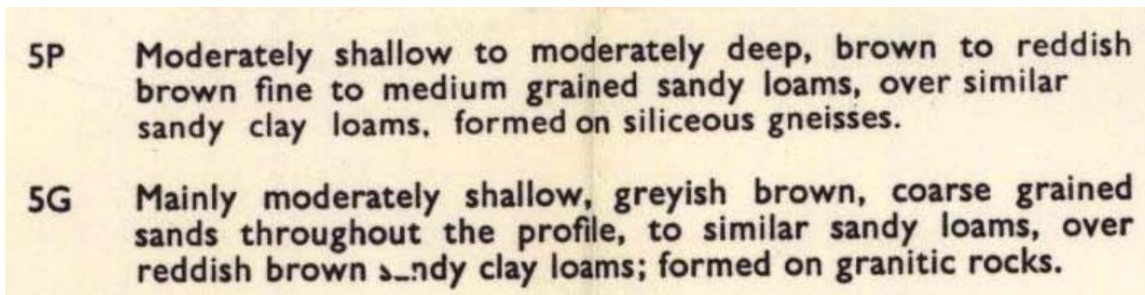 5P Moderately shallow to moderately deep, brown to reddish
brown fine to medium grained sandy loams, over similar
sandy clay loams, formed on siliceous gneisses.
5G Mainly moderately shallow, greyish brown, coarse grained
sands throughout the profile, to similar sandy loams, over
reddish brown sandy clay loams; formed on granitic rocks.